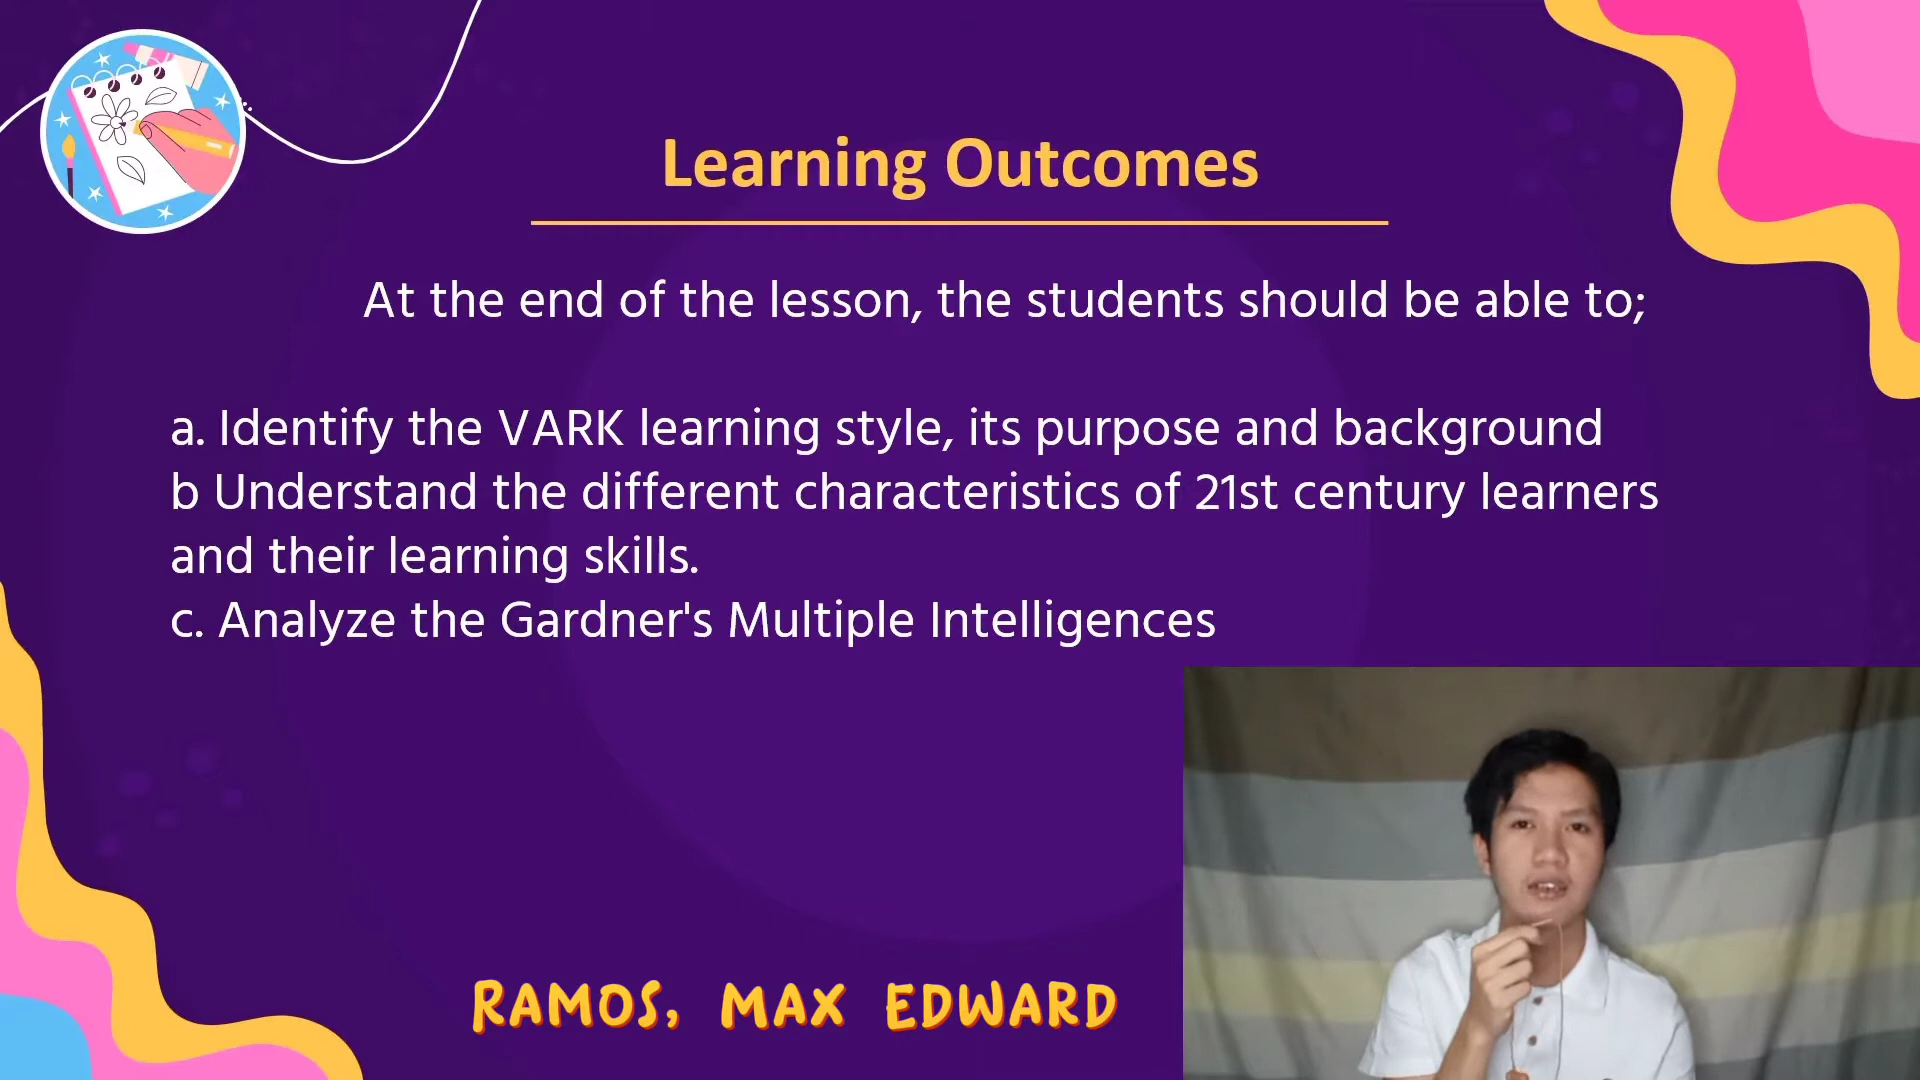 Learning Outcomes
At the end of the lesson, the students should be able to;
a. Identify the VARK learning style, its purpose and background
b Understand the different characteristics of 21st century learners
and their learning skills.
c. Analyze the Gardner's Multiple Intelligences
RAMOS, MAX EDWARD